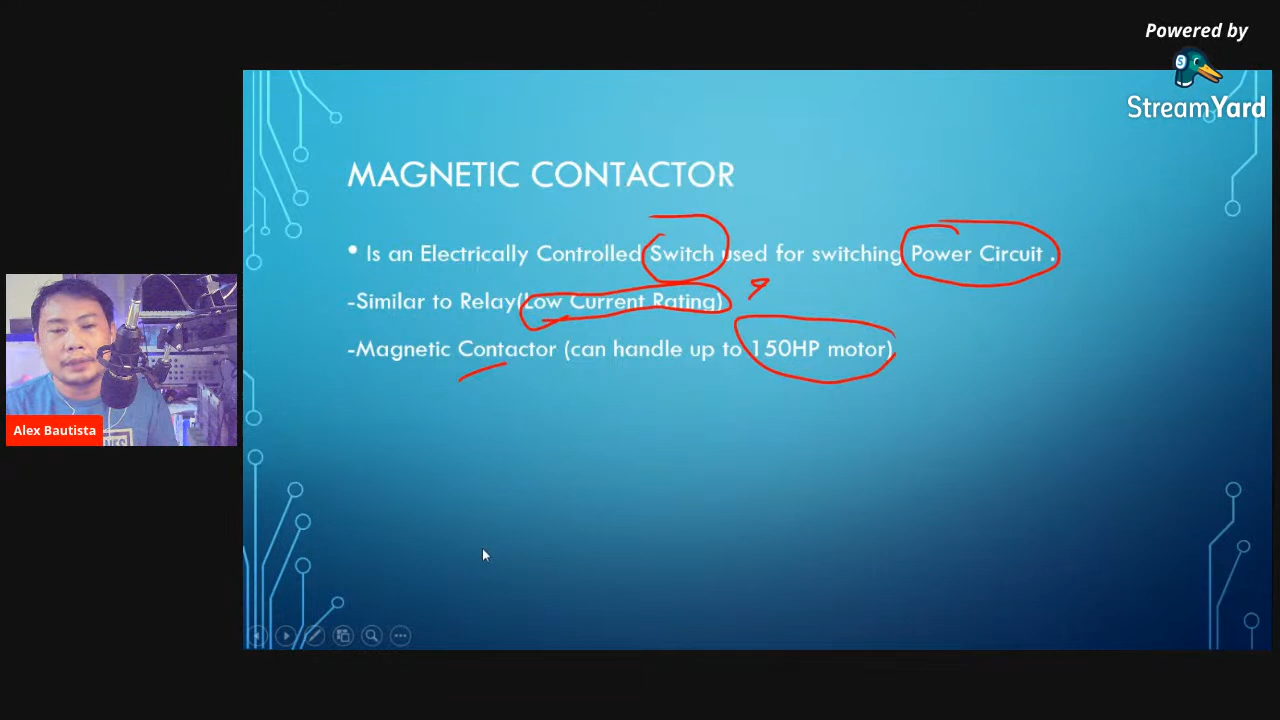 Powered by
StreamYard
MAGNETIC CONTACTOR
• Is an Electrically Controlled Switch used for switching Power Circuit .
-Similar to Relay(Low Current Rating)
-Magnetic Contactor (can handle up to 150HP motor)
Alex Bautista